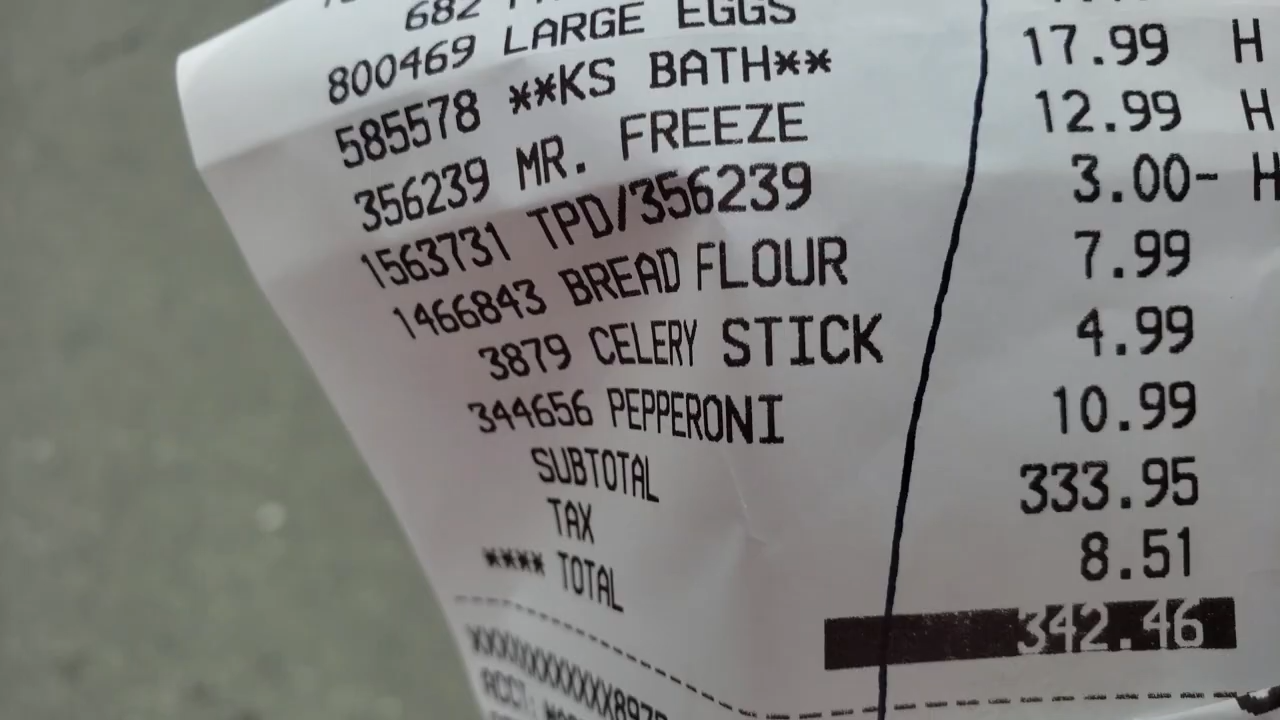 682
800469 LARGE EGGS
585578 **KS BATH** 17.99 H
356239 MR. FREEZE 12.99 H
1563731 TPD/356239 3.00- H
1466843 BREAD FLOUR 7.99
3879 CELERY STICK 4.99
344656 PEPPERONI 10.99
SUBTOTAL 333.95
TAX 8.51
**** TOTAL 342.46
ACCT: